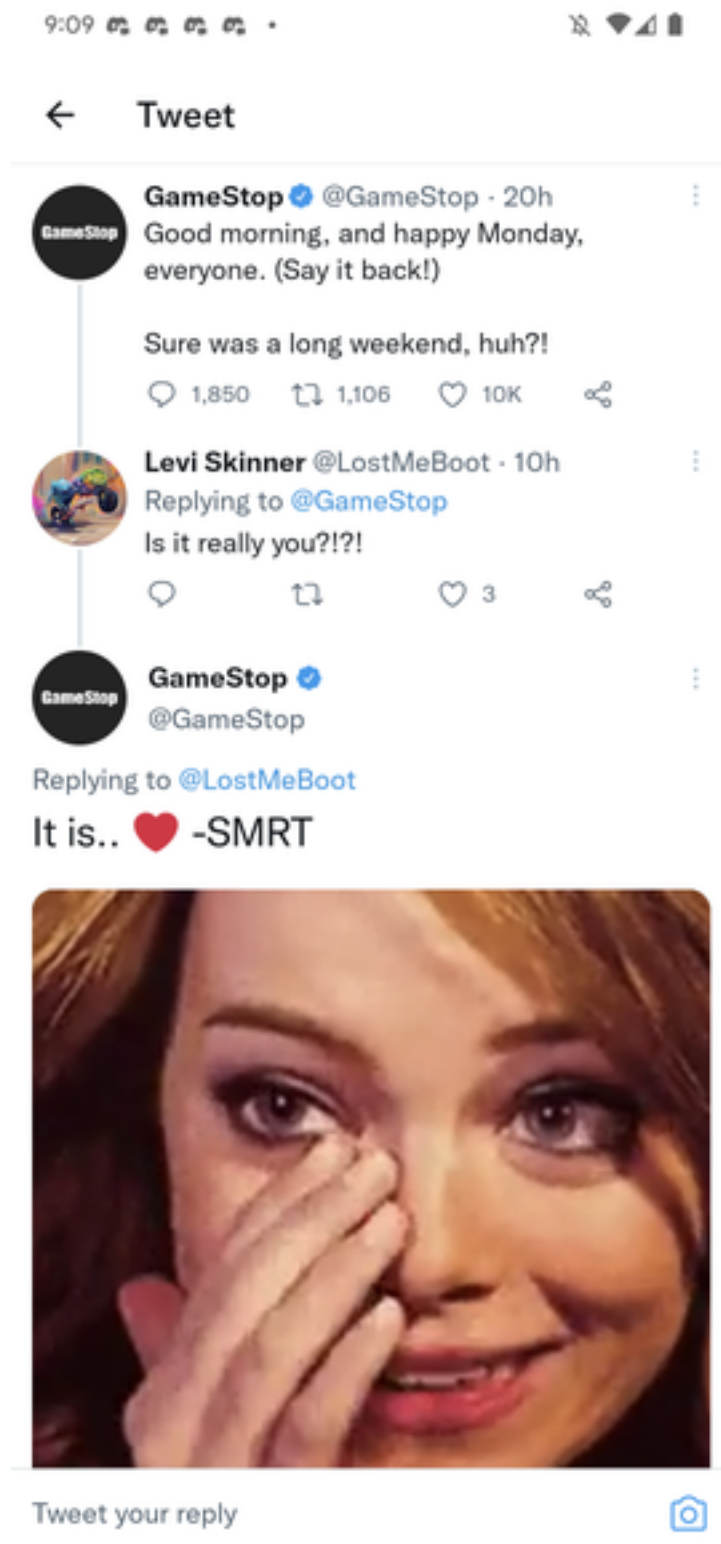 9:09
Tweet
GameStop @GameStop · 20h
GameStop
Good morning, and happy Monday,
everyone. (Say it back!)
Sure was a long weekend, huh?!
1,850 1,106 10K
Levi Skinner @LostMeBoot · 10h
Replying to @GameStop
Is it really you?!?!
3
GameStop
GameStop
@GameStop
Replying to @LostMeBoot
It is.. ❤️ -SMRT
Tweet your reply